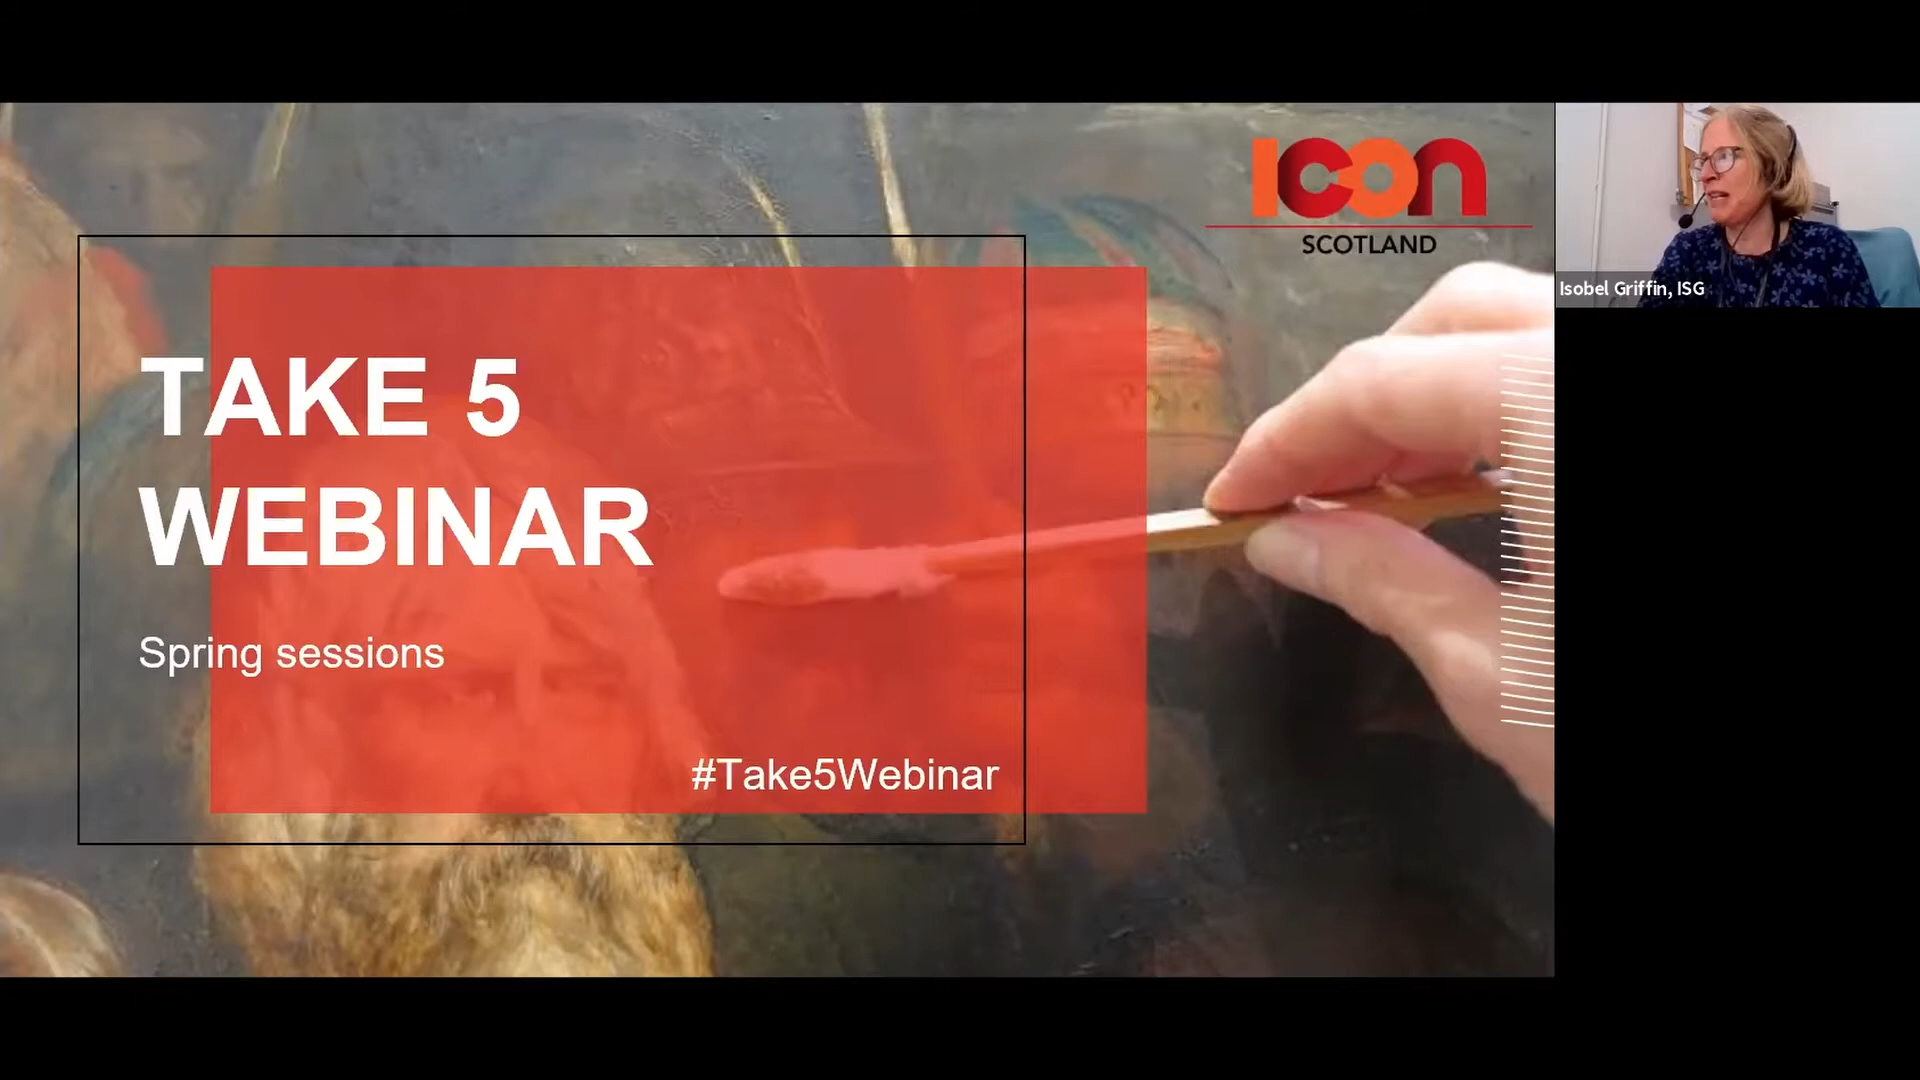 ICON
SCOTLAND
TAKE 5
WEBINAR
Spring sessions
#Take5Webinar
Isobel Griffin, ISG